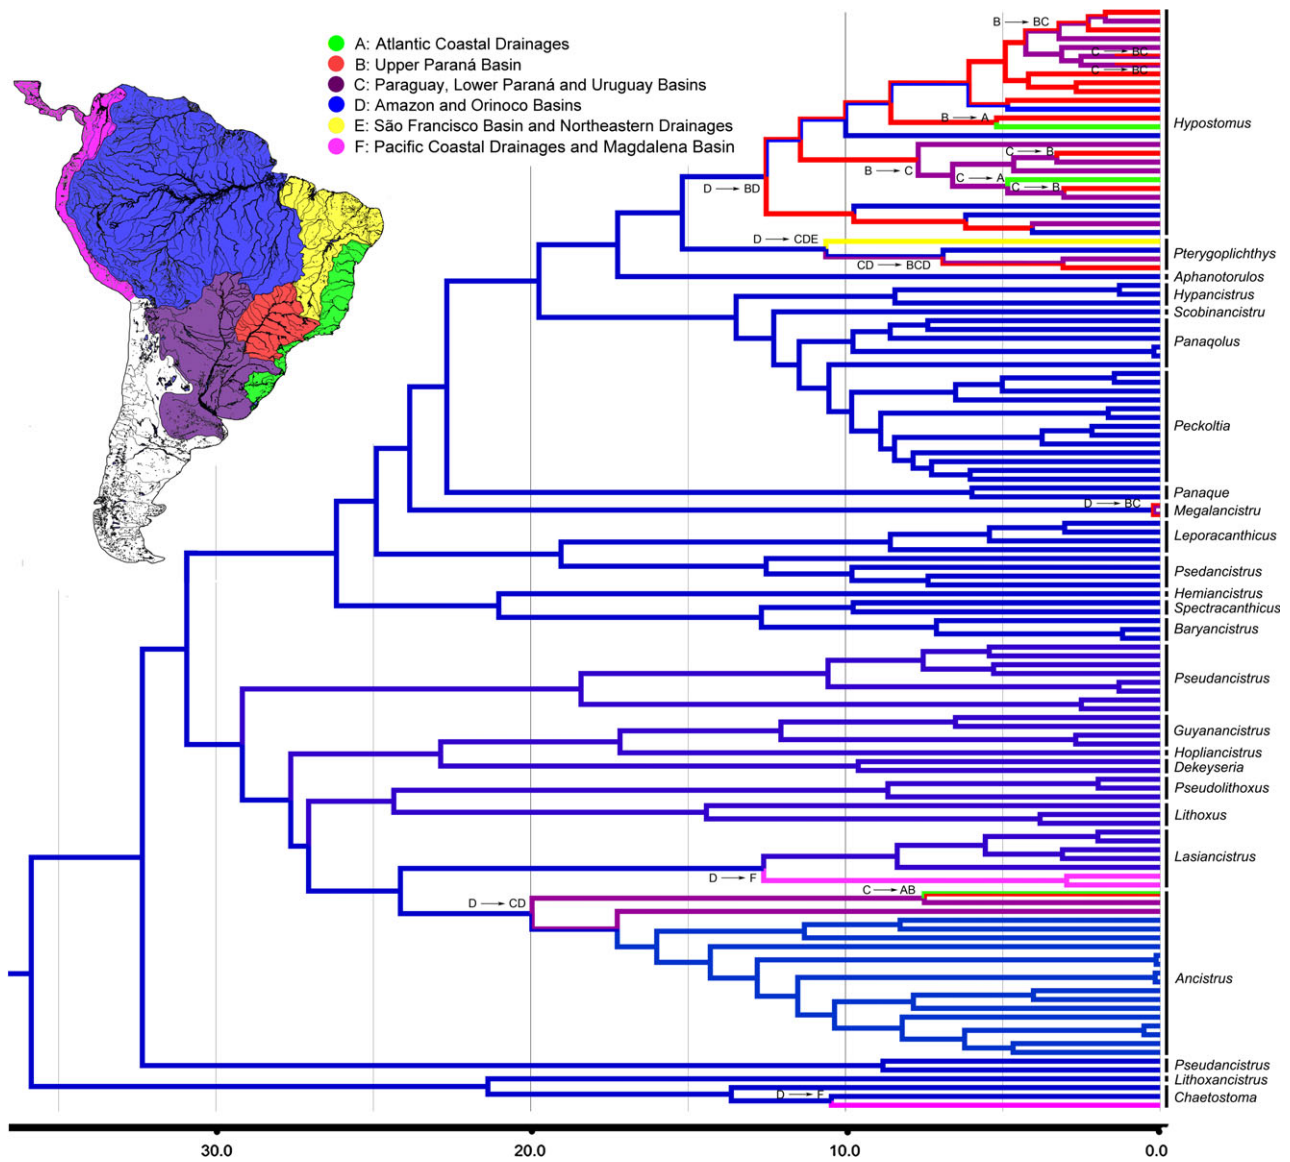 A: Atlantic Coastal Drainages
B: Upper Paraná Basin
C: Paraguay, Lower Paraná and Uruguay Basins
D: Amazon and Orinoco Basins
E: São Francisco Basin and Northeastern Drainages
F: Pacific Coastal Drainages and Magdalena Basin
B → BC
C → BC
C → BC
B → A
Hypostomus
C → B
B → C
C → A
C → B
D → BD
D → CDE
Pterygoplichthys
CD → BCD
Aphanotorulos
Hypancistrus
Scobinancistru
Panaqolus
Peckoltia
Panaque
D → BC
Megalancistru
Leporacanthicus
Psedancistrus
Hemiancistrus
Spectracanthicus
Baryancistrus
Pseudancistrus
Guyanancistrus
Hopliancistrus
Dekeyseria
Pseudolithoxus
Lithoxus
Lasiancistrus
D → F
C → AB
D → CD
Ancistrus
Pseudancistrus
Lithoxancistrus
D → F
Chaetostoma
30.0 20.0 10.0 0.0